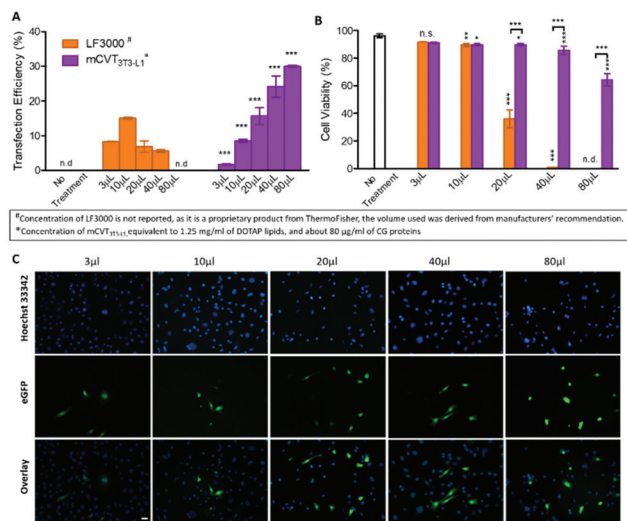 A
Transfection Efficiency (%)
40
30
20
10
0
LF3000 #
mCVT3T3-L1*
n.d
n.d
***
***
***
***
***
No Treatment
3µL
10µL
20µL
40µL
80µL
3µL
10µL
20µL
40µL
80µL
B
Cell Viability (%)
100
80
60
40
20
0
n.s.
**
*
***
***
*
***
***
***
***
***
n.d.
No Treatment
3µL
10µL
20µL
40µL
80µL
#Concentration of LF3000 is not reported, as it is a proprietary product from ThermoFisher, the volume used was derived from manufacturers' recommendation.
*Concentration of mCVT3T3-L1, equivalent to 1.25 mg/ml of DOTAP lipids, and about 80 µg/ml of CG proteins
C
3µl
10µl
20µl
40µl
80µl
Hoechst 33342
eGFP
Overlay